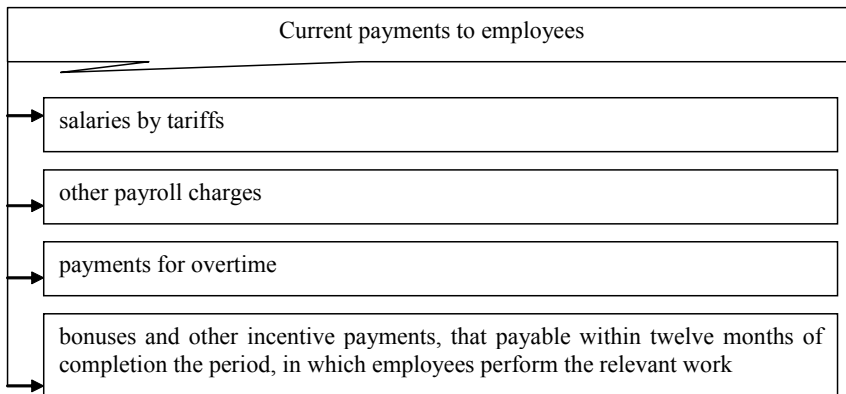 Current payments to employees
salaries by tariffs
other payroll charges
payments for overtime
bonuses and other incentive payments, that payable within twelve months of
completion the period, in which employees perform the relevant work